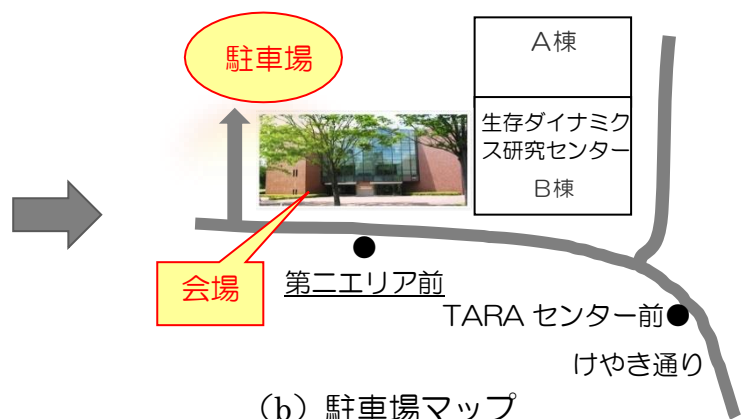 駐車場
A棟
生存ダイナミク
ス研究センター
B棟
会場
第二エリア前
TARA センター前
けやき通り
(b) 駐車場マップ